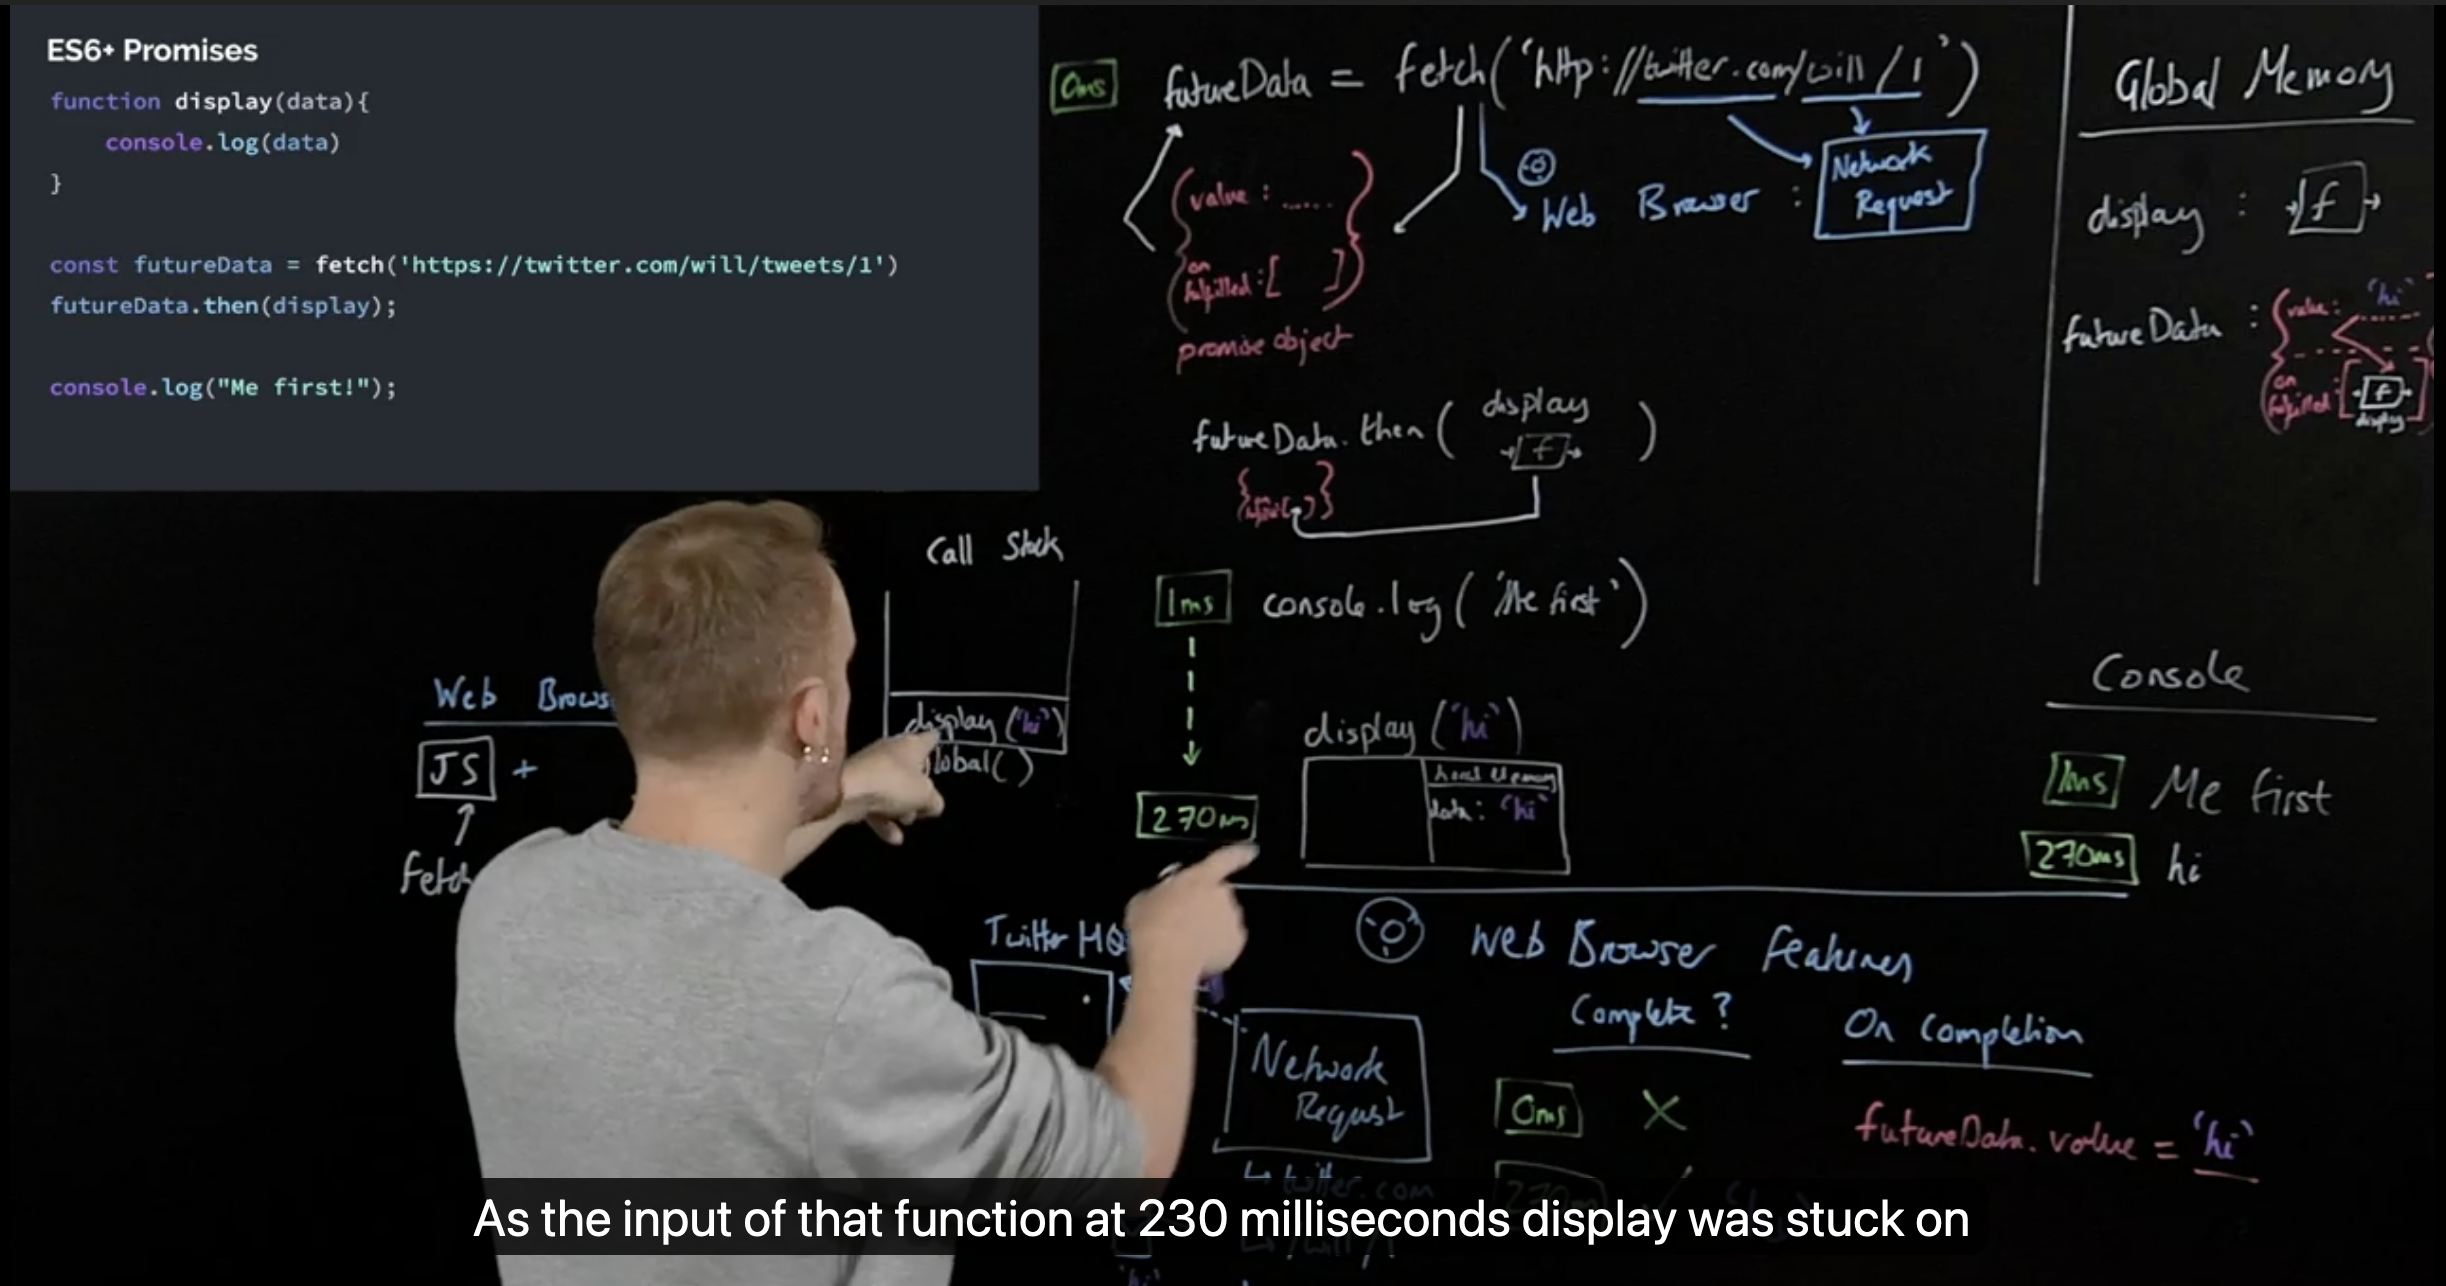 ES6+ Promises
function display(data){
console.log(data)
}
const futureData = fetch('https://twitter.com/will/tweets/1')
futureData.then(display);
console.log("Me first!");
0ms futureData = fetch('http://twitter.com/will/1')
{value : ......
on fulfilled:[ ]}
promise object
Web Browser : Network Request
futureData.then( display )
f
{ [ ] }
1ms console.log('Me first')
270ms
display('hi')
Local Memory
data: 'hi'
Call Stack
display('hi')
lobal()
Web Brows
JS +
fetch
Global Memory
display : f
futureData : {value: 'hi'
on fulfilled:[ f ]
display
Console
1ms Me first
270ms hi
Twitter HQ
Web Browser Features
Network Request
↳ twitter.com
Complete?
0ms X
270m ✓
On Completion
futureData.value = 'hi'
'hi'
As the input of that function at 230 milliseconds display was stuck on